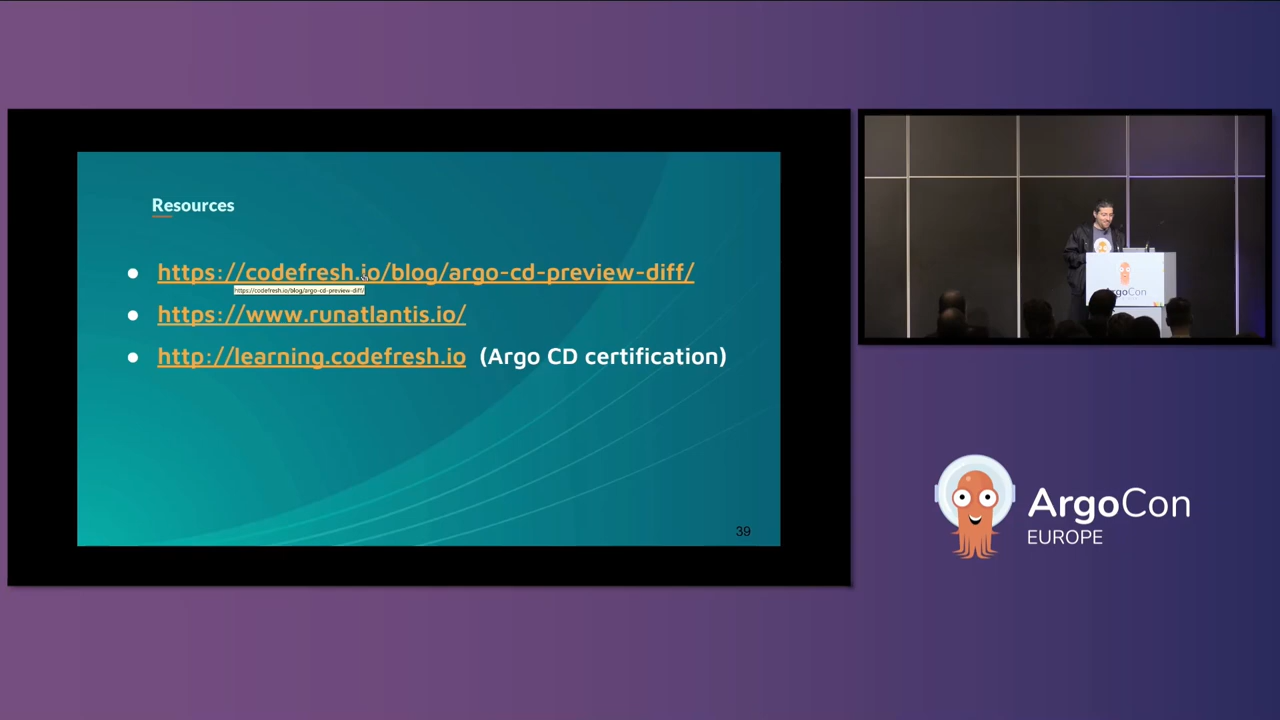 Resources
https://codefresh.io/blog/argo-cd-preview-diff/
https://codefresh.io/blog/argo-cd-preview-diff/
https://www.runatlantis.io/
http://learning.codefresh.io (Argo CD certification)
39
ArgoCon
ArgoCon
EUROPE